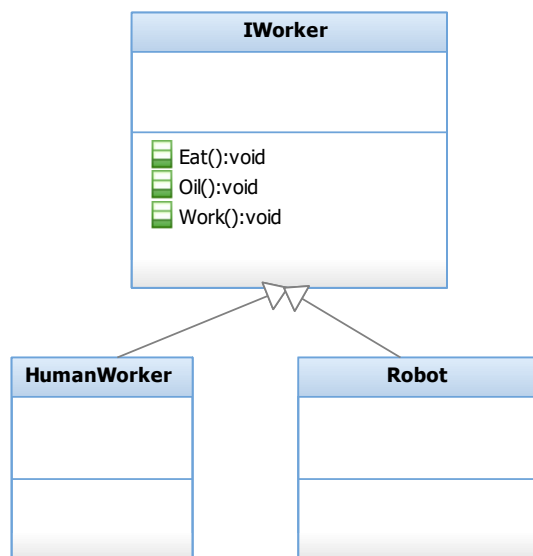 IWorker
Eat():void
Oil():void
Work():void
HumanWorker
Robot